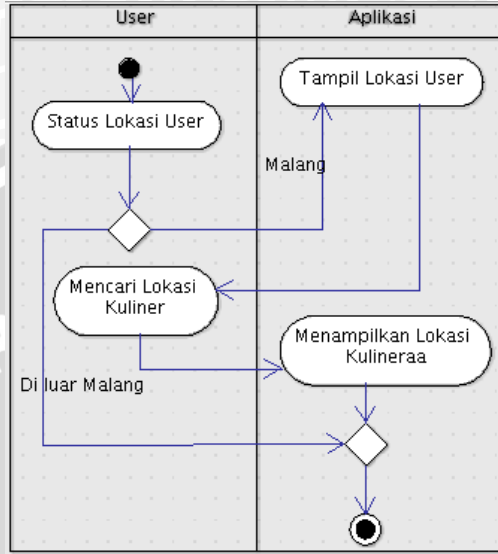 User
Aplikasi
Tampil Lokasi User
Status Lokasi User
Malang
Mencari Lokasi
Kuliner
Menampilkan Lokasi
Kulineraa
Di luar Malang